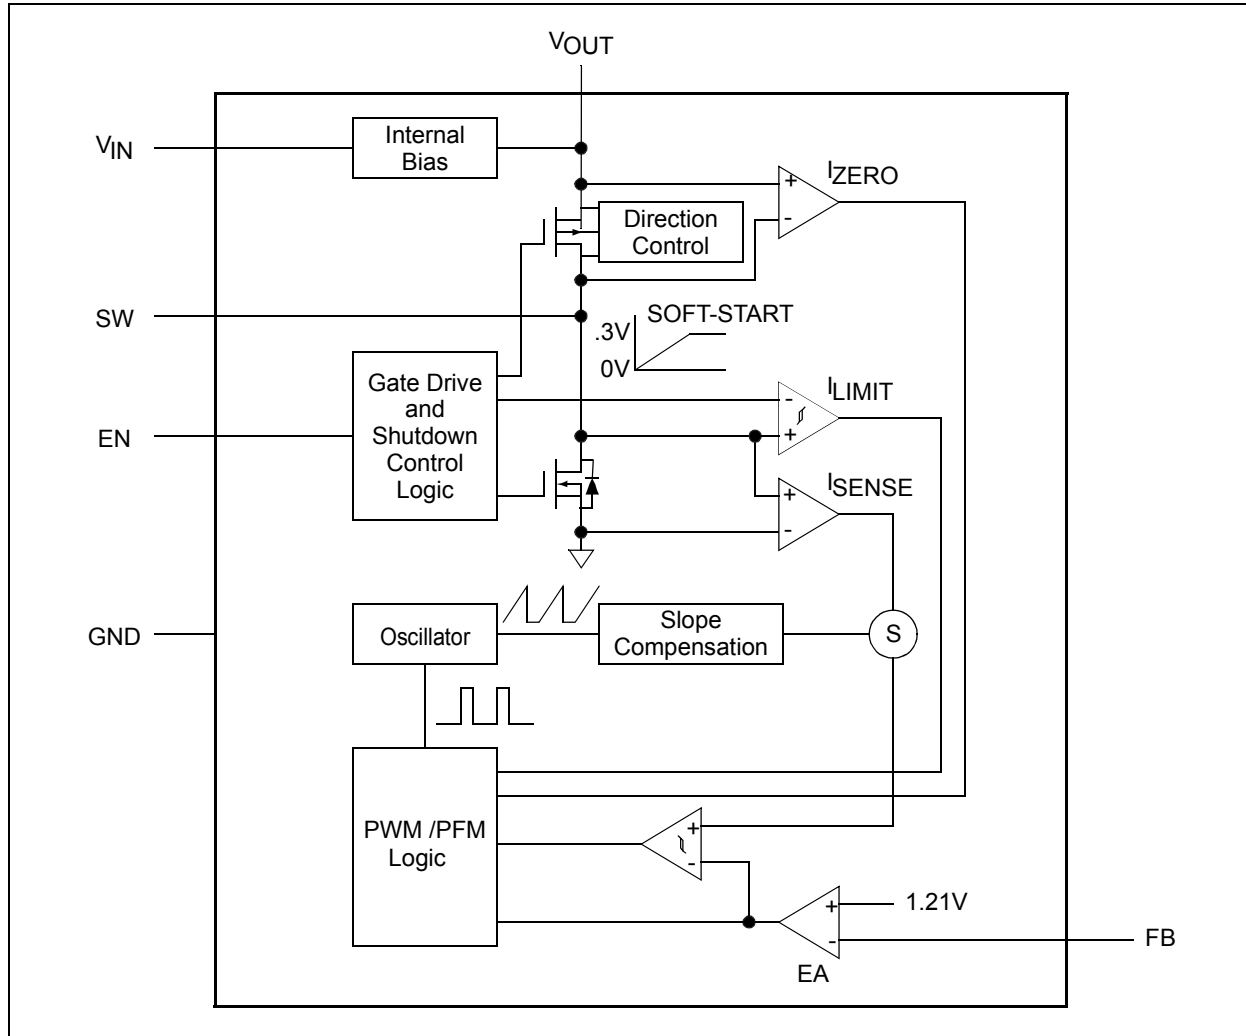 VOUT
VIN
Internal
Bias
IZERO
+
-
Direction
Control
SW
SOFT-START
.3V
0V
Gate Drive
and
Shutdown
Control
Logic
EN
ILIMIT
-
+
ISENSE
+
-
GND
Oscillator
Slope
Compensation
S
PWM /PFM
Logic
+
-
1.21V
+
-
FB
EA